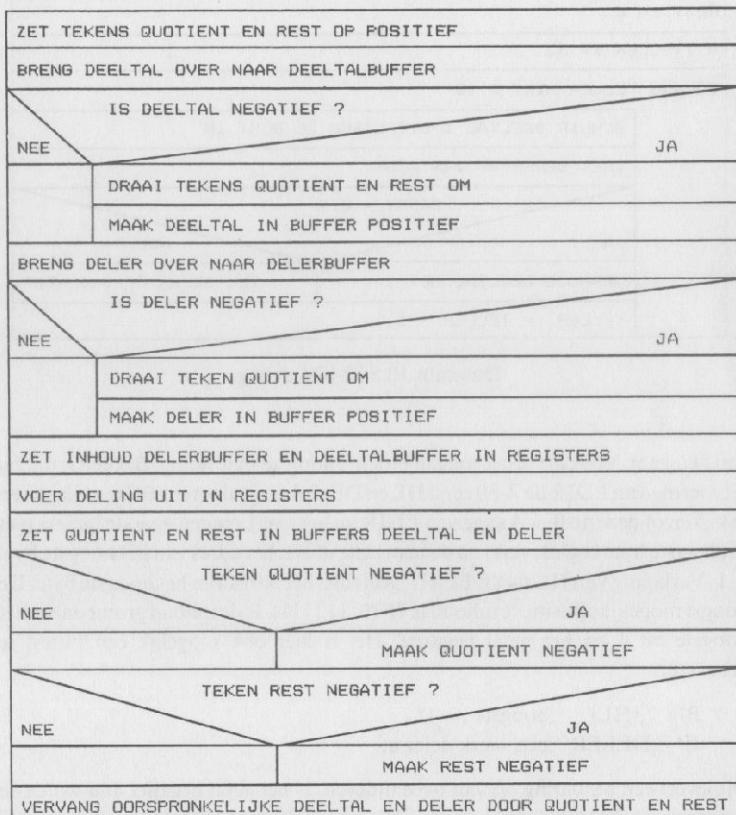 ZET TEKENS QUOTIENT EN REST OP POSITIEF
BRENG DEELTAL OVER NAAR DEELTALBUFFER
IS DEELTAL NEGATIEF ?
NEE JA
DRAAI TEKENS QUOTIENT EN REST OM
MAAK DEELTAL IN BUFFER POSITIEF
BRENG DELER OVER NAAR DELERBUFFER
IS DELER NEGATIEF ?
NEE JA
DRAAI TEKEN QUOTIENT OM
MAAK DELER IN BUFFER POSITIEF
ZET INHOUD DELERBUFFER EN DEELTALBUFFER IN REGISTERS
VOER DELING UIT IN REGISTERS
ZET QUOTIENT EN REST IN BUFFERS DEELTAL EN DELER
TEKEN QUOTIENT NEGATIEF ?
NEE JA
MAAK QUOTIENT NEGATIEF
TEKEN REST NEGATIEF ?
NEE JA
MAAK REST NEGATIEF
VERVANG OORSPRONKELIJKE DEELTAL EN DELER DOOR QUOTIENT EN REST